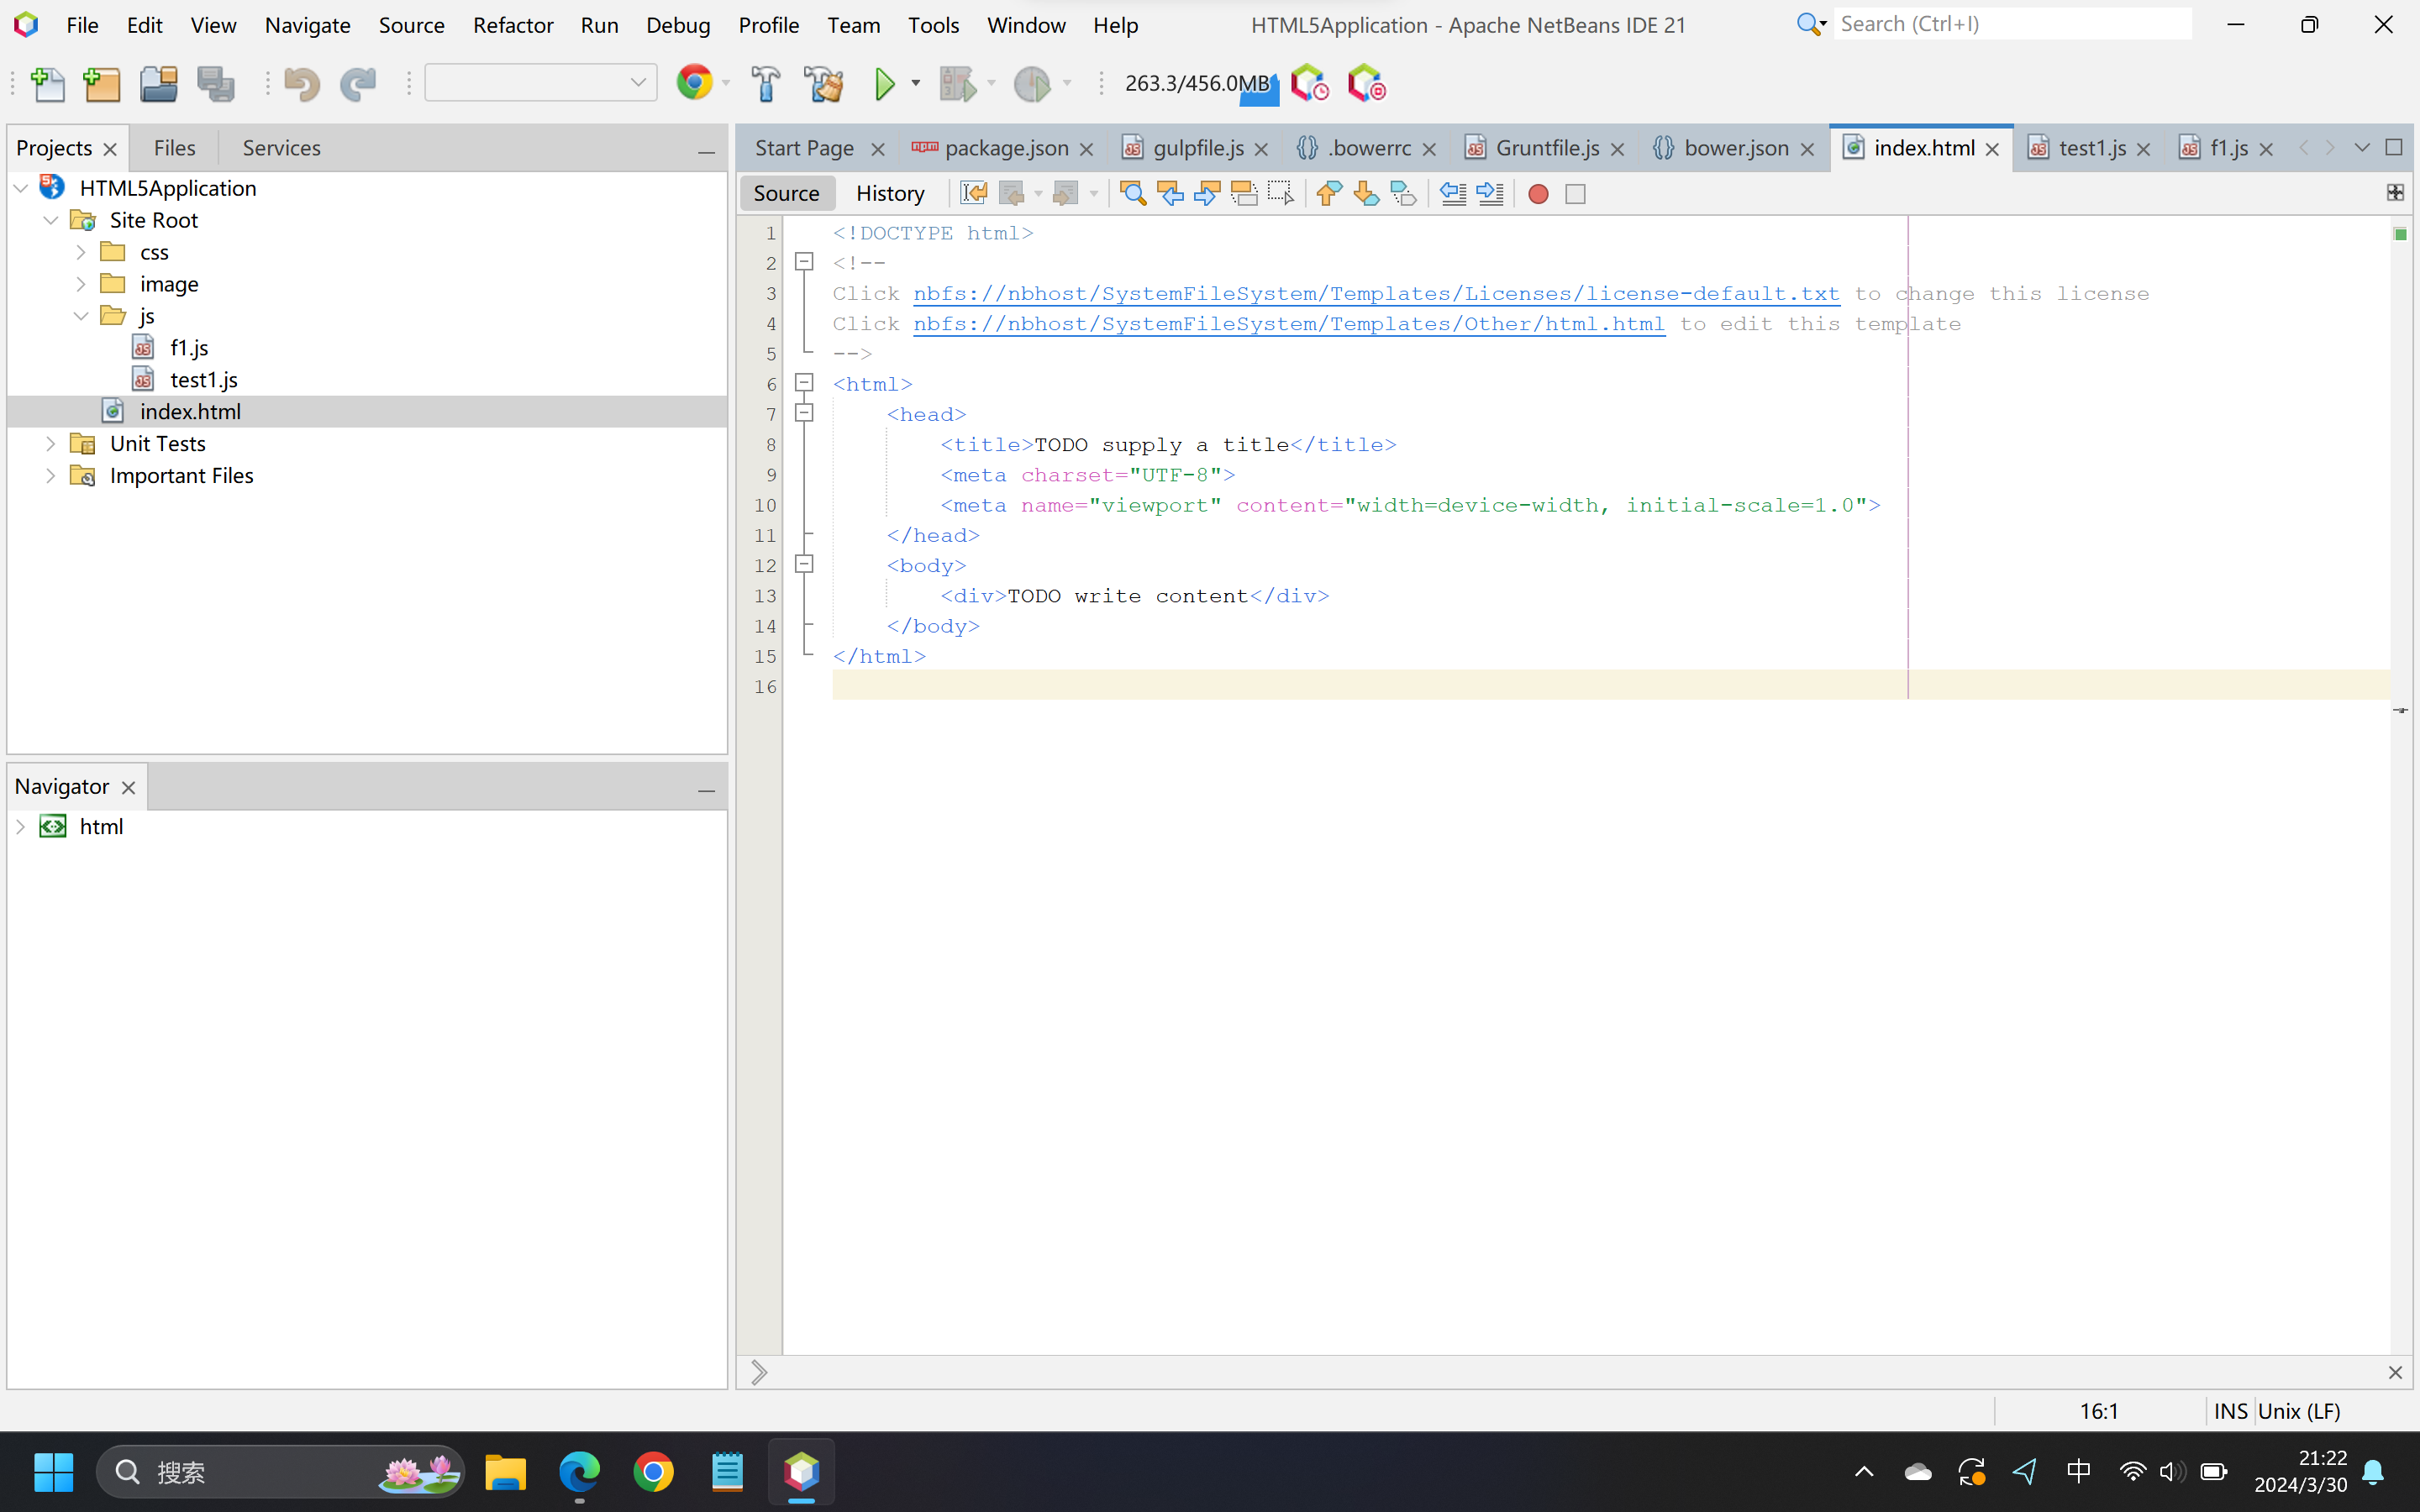 File Edit View Navigate Source Refactor Run Debug Profile Team Tools Window Help HTML5Application - Apache NetBeans IDE 21 Search (Ctrl+I)
263.3/456.0MB
Projects Files Services
HTML5Application
Site Root
css
image
js
f1.js
test1.js
index.html
Unit Tests
Important Files
Navigator
html
Start Page package.json gulpfile.js .bowerrc Gruntfile.js bower.json index.html test1.js f1.js
Source History
1 <!DOCTYPE html>
2 <!--
3 Click nbfs://nbhost/SystemFileSystem/Templates/Licenses/license-default.txt to change this license
4 Click nbfs://nbhost/SystemFileSystem/Templates/Other/html.html to edit this template
5 -->
6 <html>
7 <head>
8 <title>TODO supply a title</title>
9 <meta charset="UTF-8">
10 <meta name="viewport" content="width=device-width, initial-scale=1.0">
11 </head>
12 <body>
13 <div>TODO write content</div>
14 </body>
15 </html>
16
16:1 INS Unix (LF)
搜索
中
21:22
2024/3/30